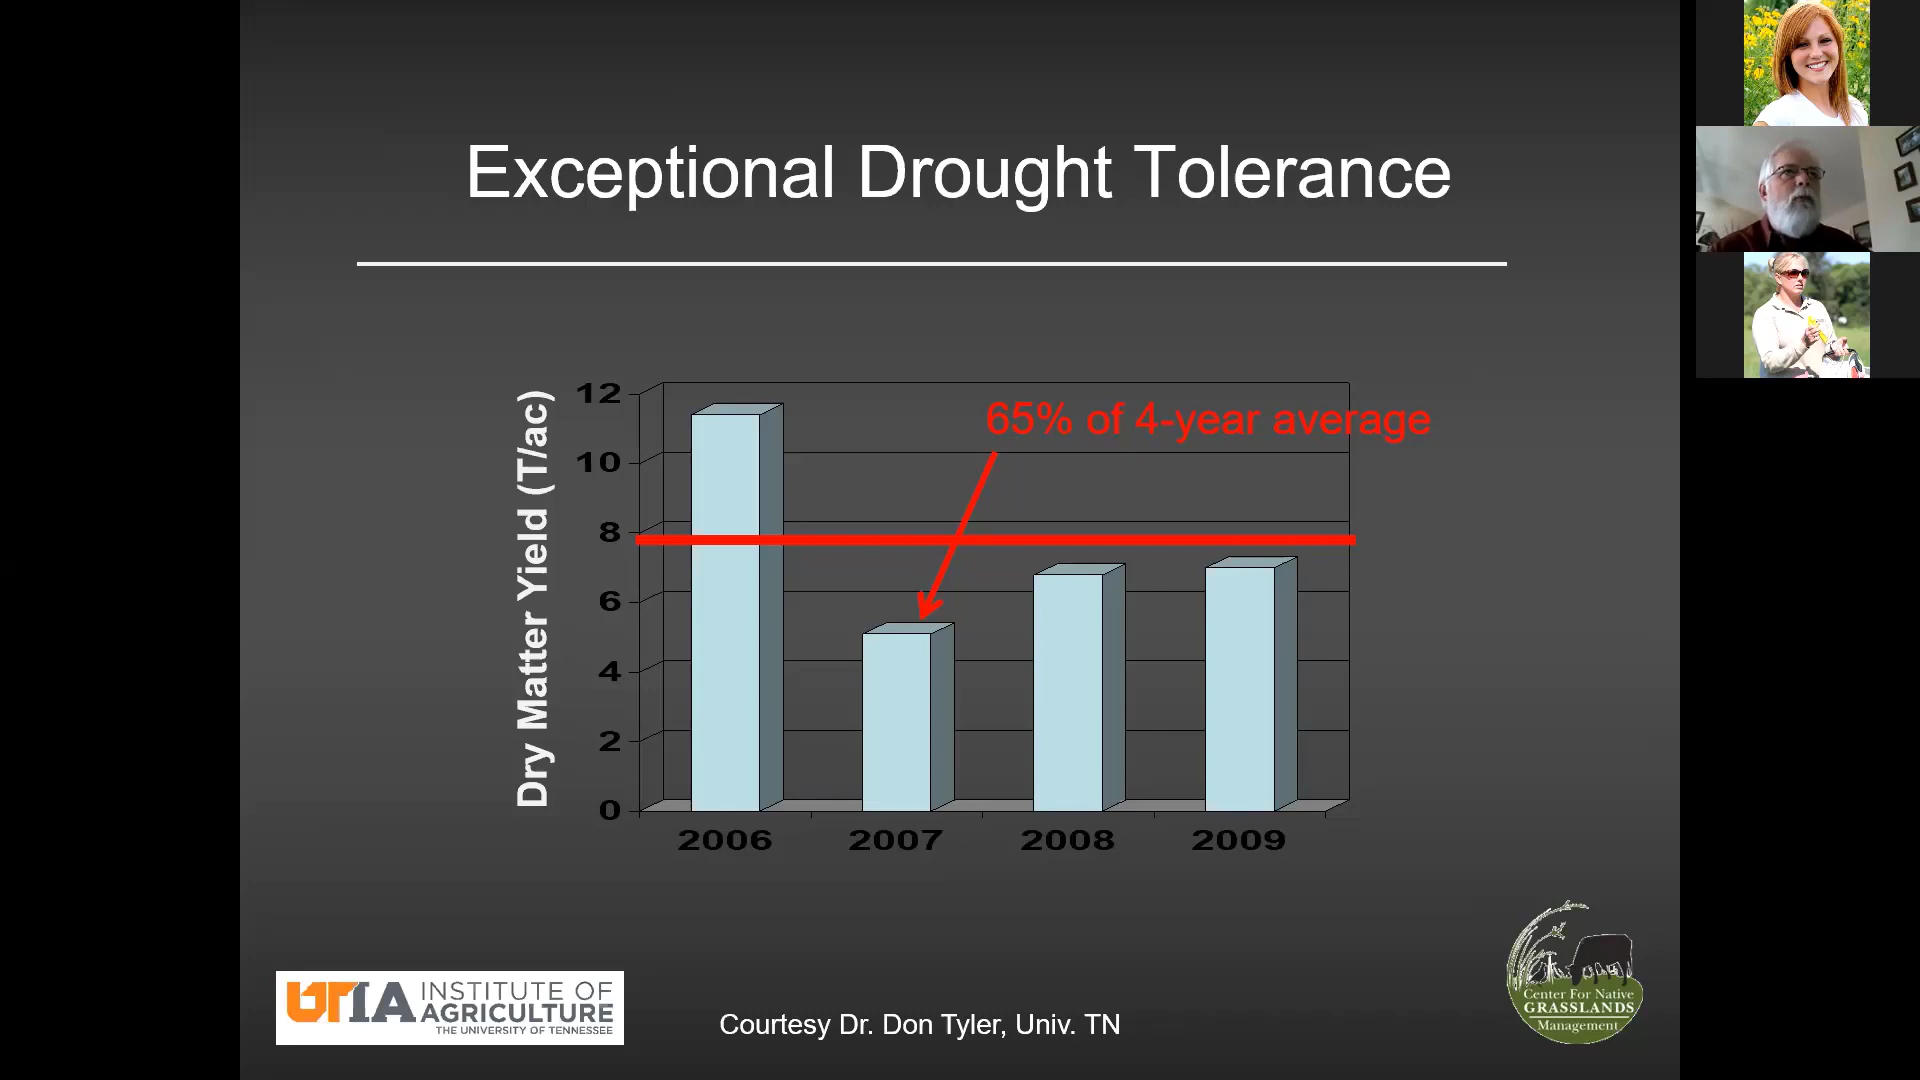 Exceptional Drought Tolerance
65% of 4-year average
Dry Matter Yield (T/ac)
12
10
8
6
4
2
0
2006 2007 2008 2009
UTIA INSTITUTE OF
AGRICULTURE
THE UNIVERSITY OF TENNESSEE
Courtesy Dr. Don Tyler, Univ. TN
Center For Native
GRASSLANDS
Management